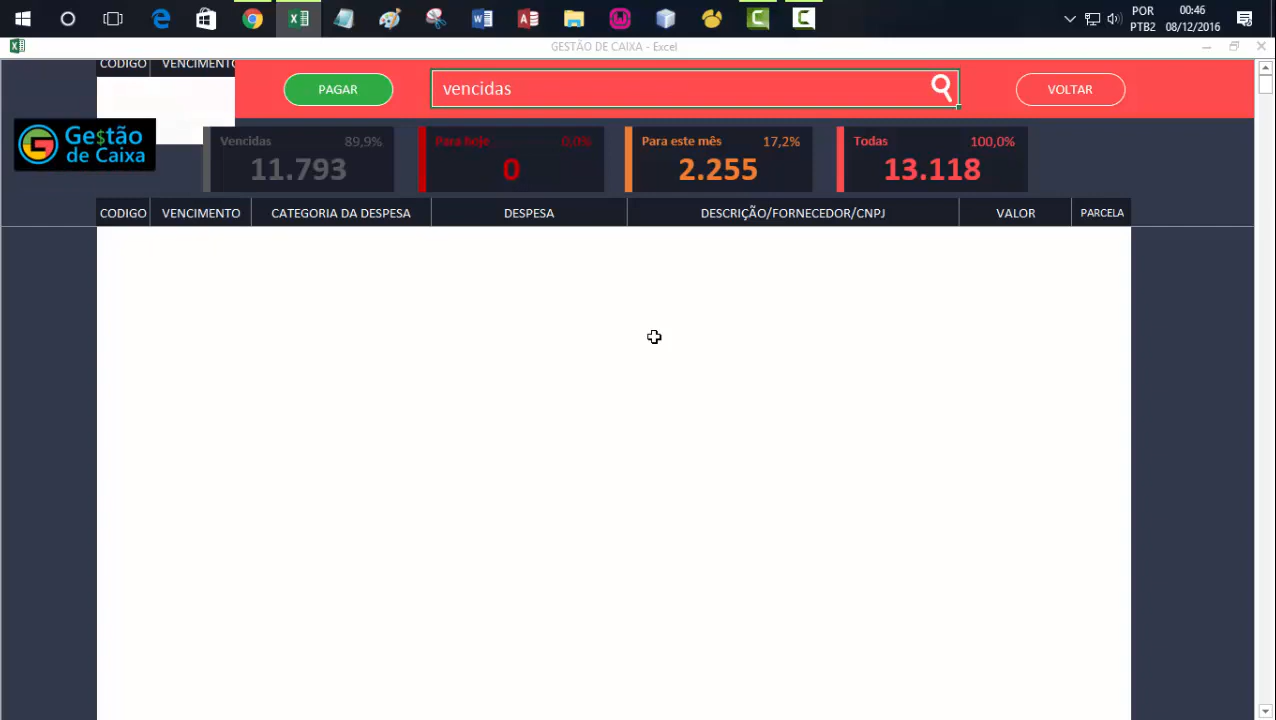 POR
00:46
PTB2
08/12/2016
GESTÃO DE CAIXA - Excel
CODIGO VENCIMENTO
PAGAR
vencidas
VOLTAR
Ge$tão
de Caixa
Vencidas 89,9%
11.793
Para hoje 0,0%
0
Para este mês 17,2%
2.255
Todas 100,0%
13.118
CODIGO VENCIMENTO CATEGORIA DA DESPESA DESPESA DESCRIÇÃO/FORNECEDOR/CNPJ VALOR PARCELA